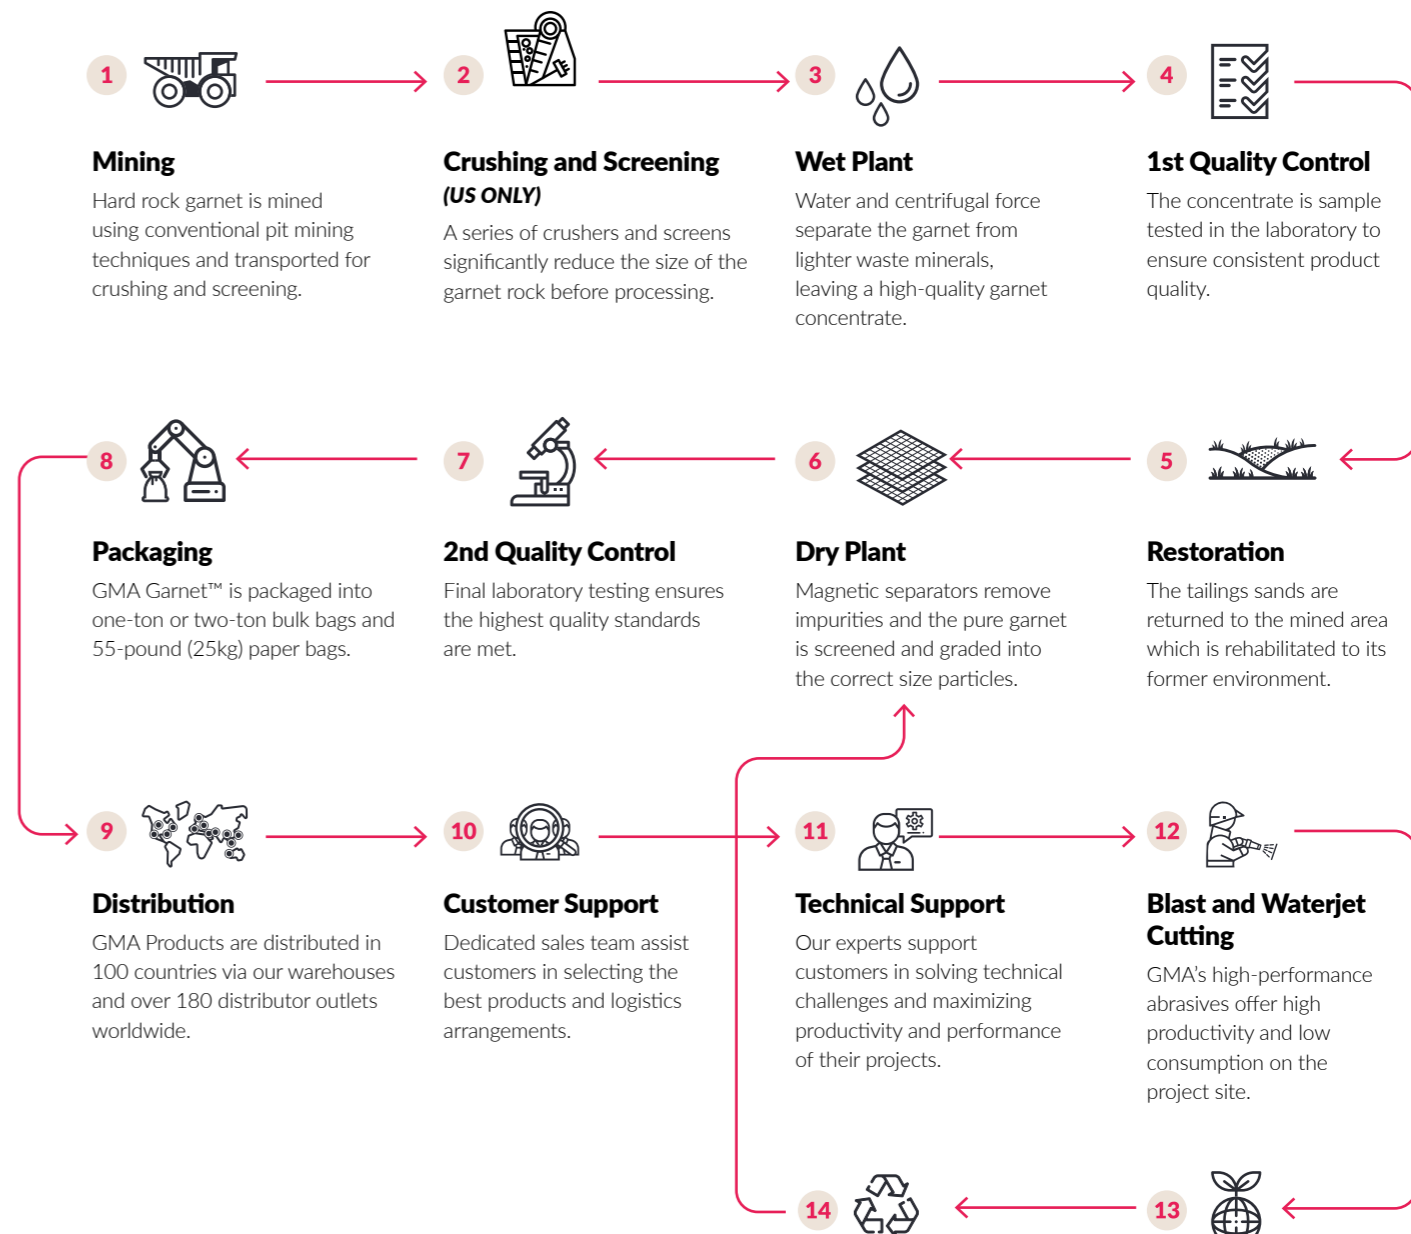 1
Mining
Hard rock garnet is mined
using conventional pit mining
techniques and transported for
crushing and screening.
2
Crushing and Screening
(US ONLY)
A series of crushers and screens
significantly reduce the size of the
garnet rock before processing.
3
Wet Plant
Water and centrifugal force
separate the garnet from
lighter waste minerals,
leaving a high-quality garnet
concentrate.
4
1st Quality Control
The concentrate is sample
tested in the laboratory to
ensure consistent product
quality.
5
Restoration
The tailings sands are
returned to the mined area
which is rehabilitated to its
former environment.
6
Dry Plant
Magnetic separators remove
impurities and the pure garnet
is screened and graded into
the correct size particles.
7
2nd Quality Control
Final laboratory testing ensures
the highest quality standards
are met.
8
Packaging
GMA Garnet™ is packaged into
one-ton or two-ton bulk bags and
55-pound (25kg) paper bags.
9
Distribution
GMA Products are distributed in
100 countries via our warehouses
and over 180 distributor outlets
worldwide.
10
Customer Support
Dedicated sales team assist
customers in selecting the
best products and logistics
arrangements.
11
Technical Support
Our experts support
customers in solving technical
challenges and maximizing
productivity and performance
of their projects.
12
Blast and Waterjet
Cutting
GMA's high-performance
abrasives offer high
productivity and low
consumption on the
project site.
13
14